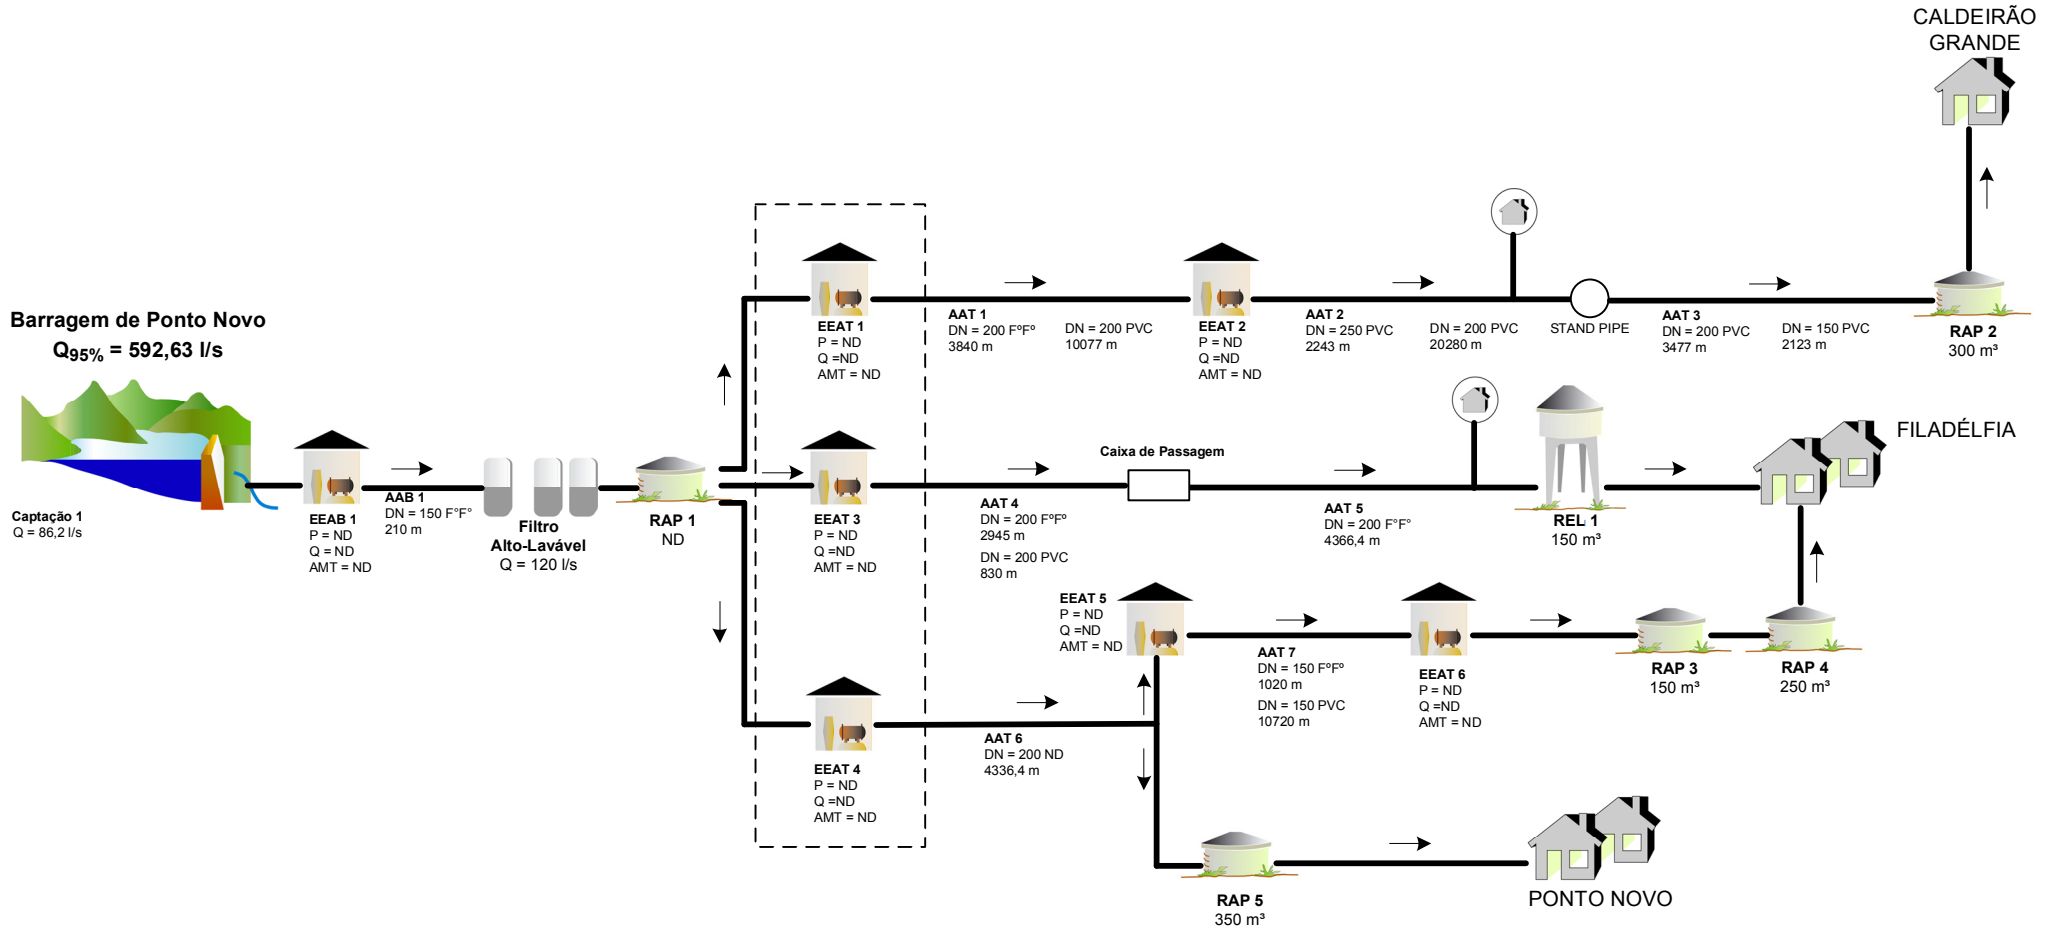 CALDEIRÃO
GRANDE
Barragem de Ponto Novo
Q95% = 592,63 l/s
Captação 1
Q = 86,2 l/s
EEAB 1
P = ND
Q = ND
AMT = ND
AAB 1
DN = 150 F°F°
210 m
Filtro
Alto-Lavável
Q = 120 l/s
RAP 1
ND
EEAT 1
P = ND
Q =ND
AMT = ND
AAT 1
DN = 200 FºFº
3840 m
DN = 200 PVC
10077 m
EEAT 2
P = ND
Q =ND
AMT = ND
AAT 2
DN = 250 PVC
2243 m
DN = 200 PVC
20280 m
STAND PIPE
AAT 3
DN = 200 PVC
3477 m
DN = 150 PVC
2123 m
RAP 2
300 m³
EEAT 3
P = ND
Q =ND
AMT = ND
AAT 4
DN = 200 FºFº
2945 m
DN = 200 PVC
830 m
Caixa de Passagem
AAT 5
DN = 200 F°F°
4366,4 m
REL 1
150 m³
FILADÉLFIA
EEAT 4
P = ND
Q =ND
AMT = ND
AAT 6
DN = 200 ND
4336,4 m
EEAT 5
P = ND
Q =ND
AMT = ND
AAT 7
DN = 150 FºFº
1020 m
DN = 150 PVC
10720 m
EEAT 6
P = ND
Q =ND
AMT = ND
RAP 3
150 m³
RAP 4
250 m³
RAP 5
350 m³
PONTO NOVO